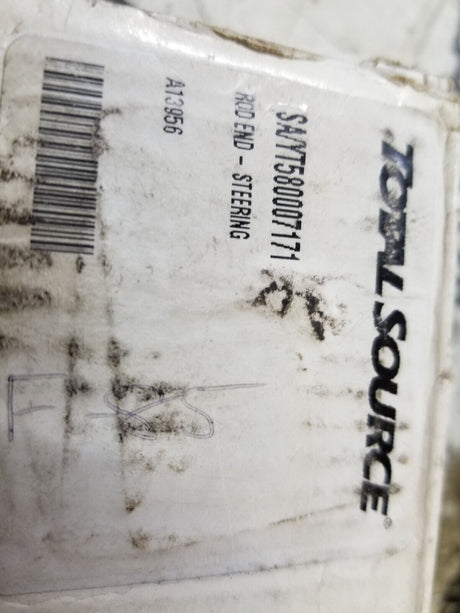 TOTAL SOURCE®
SA/YT580007171
ROD END - STEERING
A13956